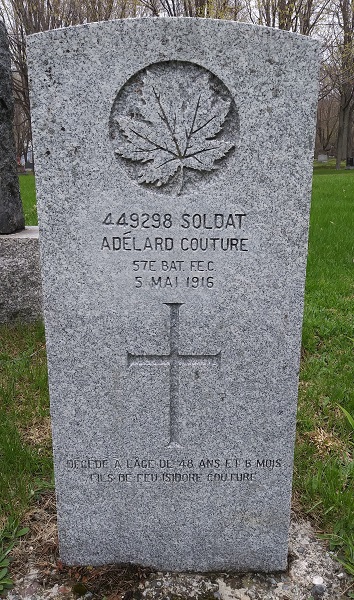 449298 SOLDAT
ADÉLARD COUTURE
57E BAT. F.E.C.
5 MAI 1916
DÉCÉDÉ A L'ÂGE DE 48 ANS ET 6 MOIS
FILS DE FEU ISIDORE COUTURE